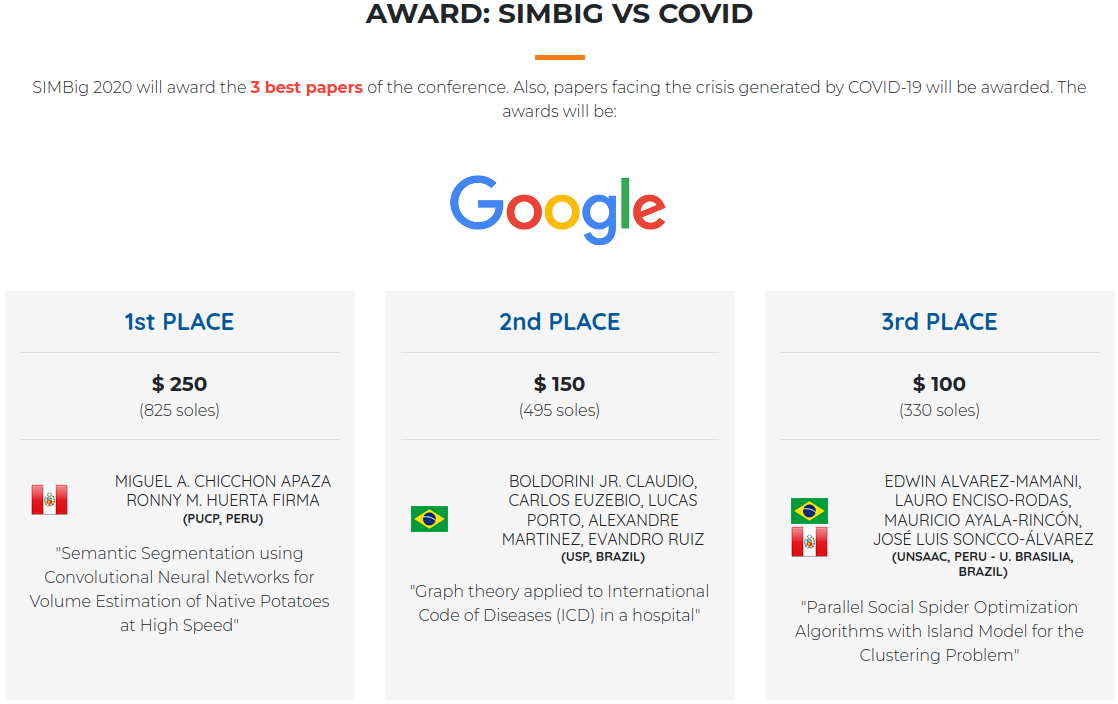 AWARD: SIMBIG VS COVID
SIMBig 2020 will award the 3 best papers of the conference. Also, papers facing the crisis generated by COVID-19 will be awarded. The
awards will be:
Google
1st PLACE
$ 250
(825 soles)
MIGUEL A. CHICCHON APAZA
RONNY M. HUERTA FIRMA
(PUCP, PERU)
"Semantic Segmentation using
Convolutional Neural Networks for
Volume Estimation of Native Potatoes
at High Speed"
2nd PLACE
$ 150
(495 soles)
BOLDORINI JR. CLAUDIO,
CARLOS EUZEBIO, LUCAS
PORTO, ALEXANDRE
MARTINEZ, EVANDRO RUIZ
(USP, BRAZIL)
"Graph theory applied to International
Code of Diseases (ICD) in a hospital"
3rd PLACE
$ 100
(330 soles)
EDWIN ALVAREZ-MAMANI,
LAURO ENCISO-RODAS,
MAURICIO AYALA-RINCÓN,
JOSÉ LUIS SONCCO-ÁLVAREZ
(UNSAAC, PERU - U. BRASILIA,
BRAZIL)
"Parallel Social Spider Optimization
Algorithms with Island Model for the
Clustering Problem"